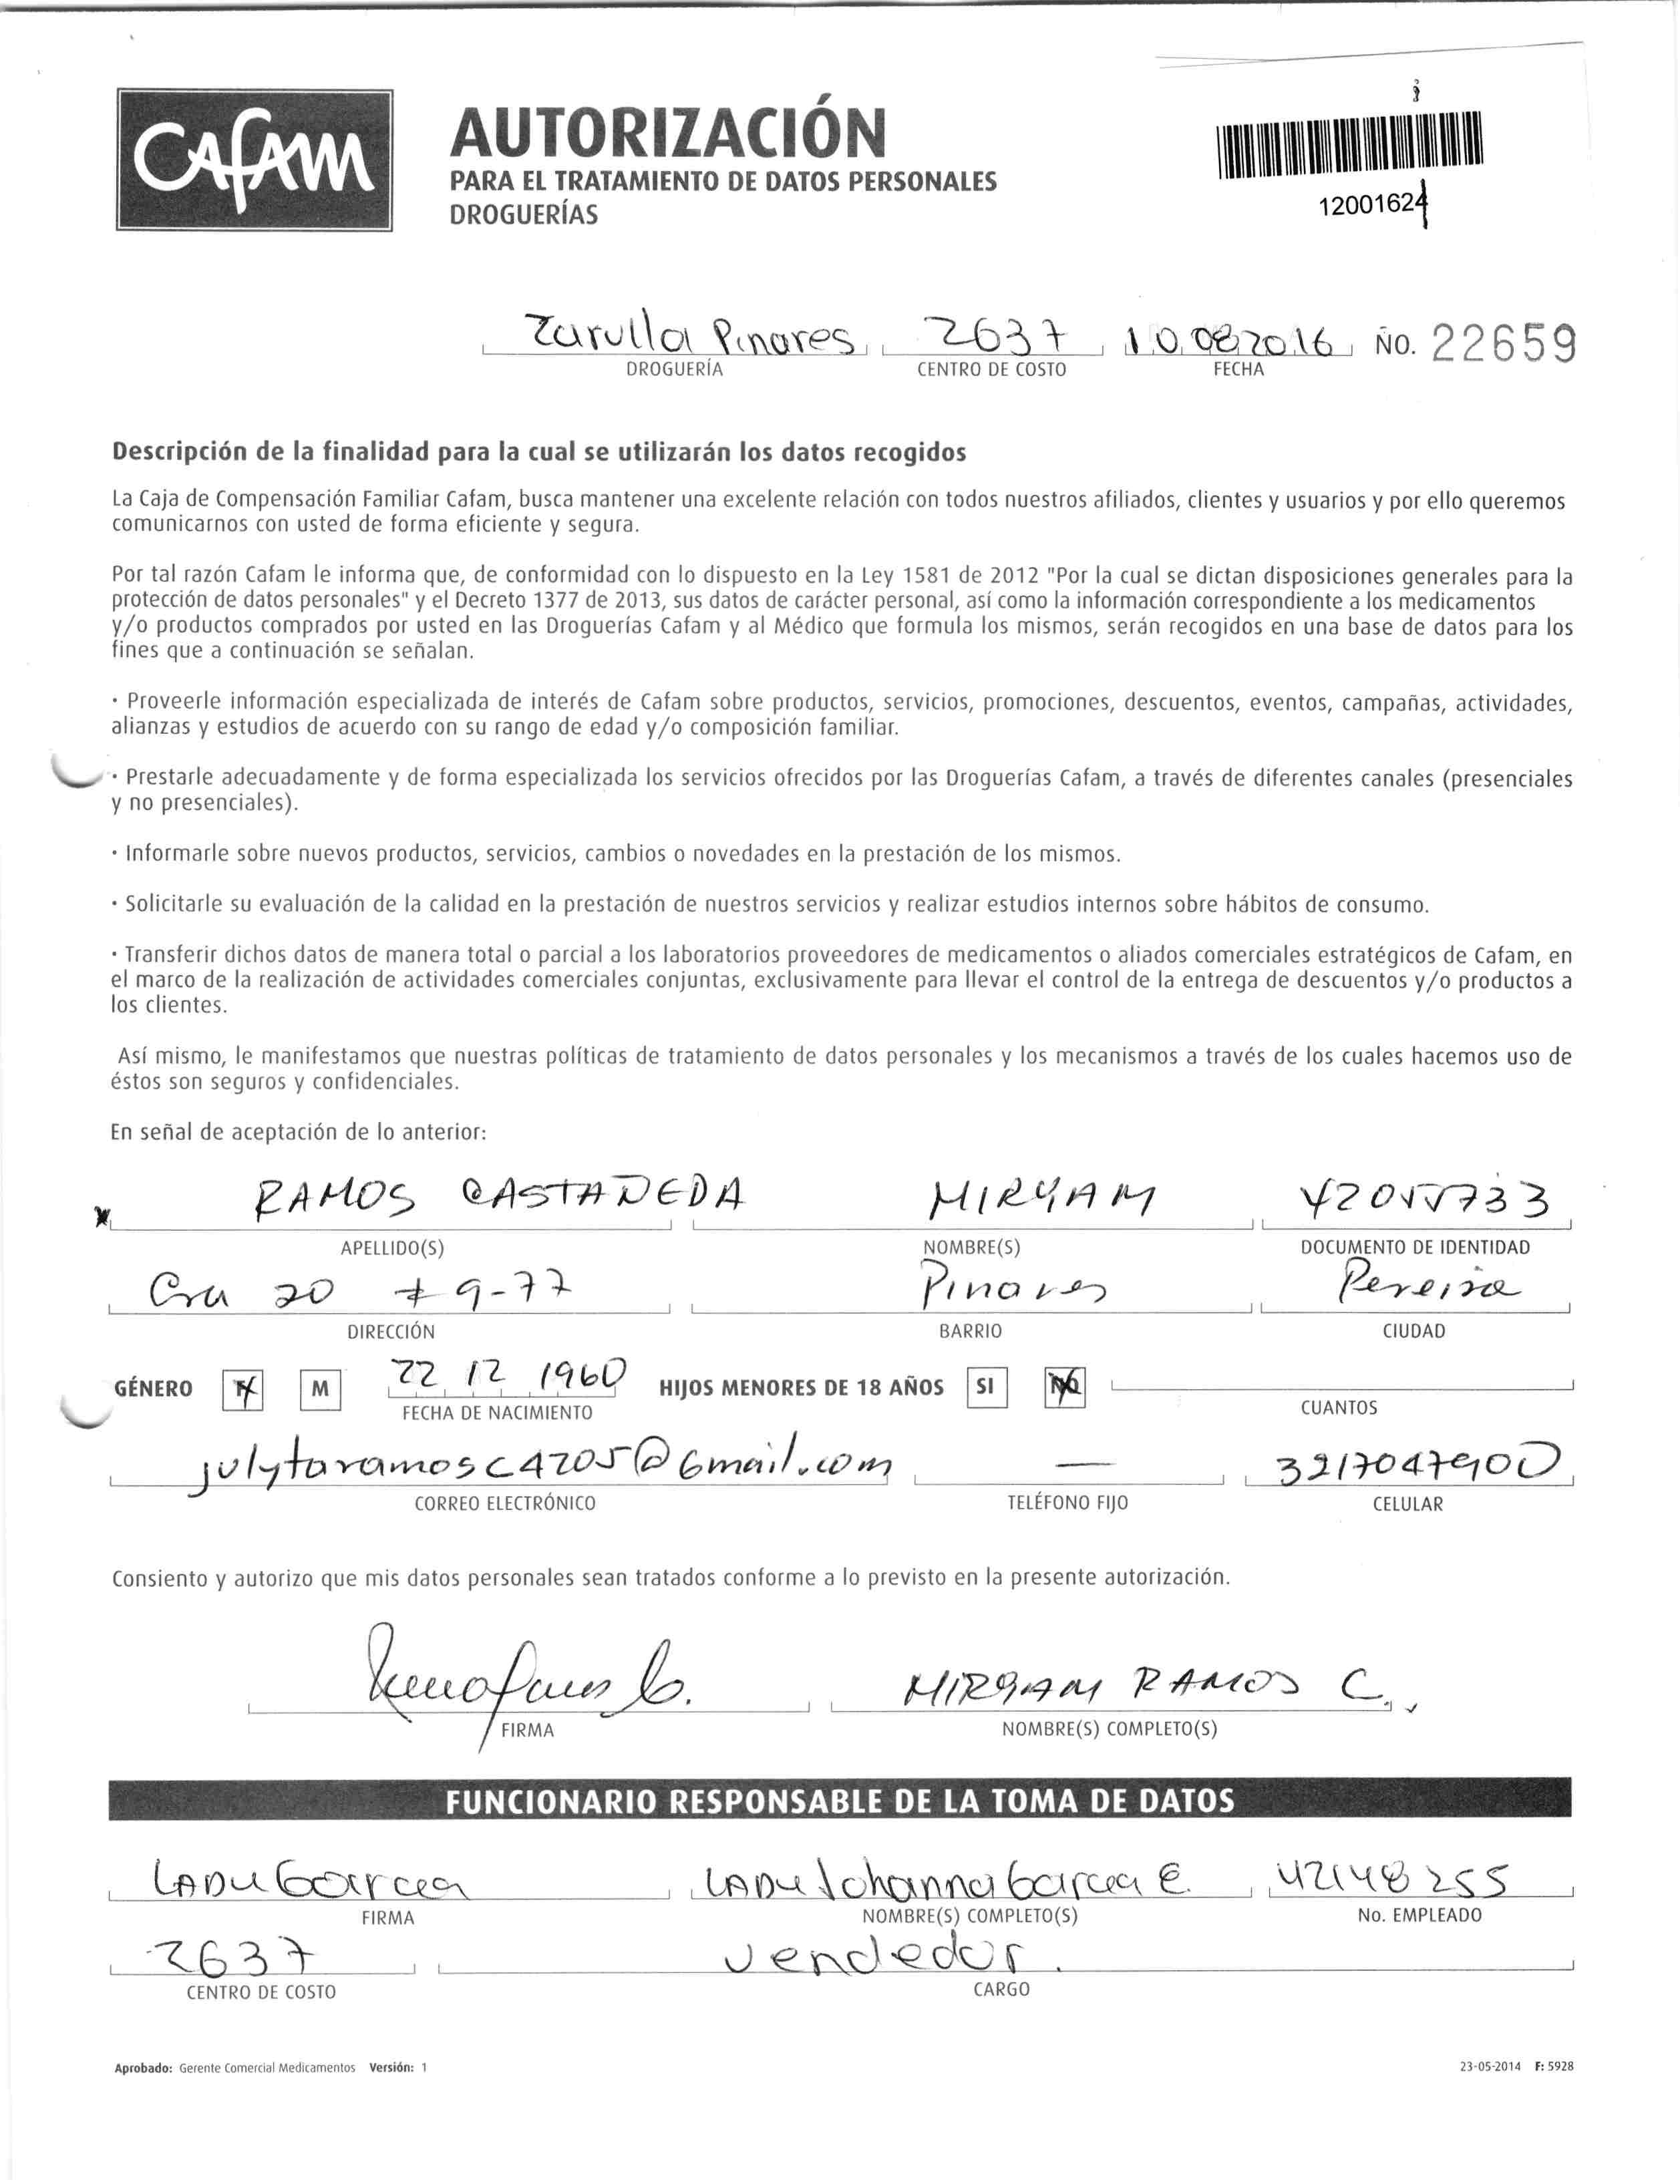 CAFAM
AUTORIZACIÓN
PARA EL TRATAMIENTO DE DATOS PERSONALES
DROGUERÍAS
12001624
Zarulla Pinares 2637 10 08 2016 ÑO. 22659
DROGUERÍA CENTRO DE COSTO FECHA
Descripción de la finalidad para la cual se utilizarán los datos recogidos
La Caja de Compensación Familiar Cafam, busca mantener una excelente relación con todos nuestros afiliados, clientes y usuarios y por ello queremos
comunicarnos con usted de forma eficiente y segura.
Por tal razón Cafam le informa que, de conformidad con lo dispuesto en la Ley 1581 de 2012 "Por la cual se dictan disposiciones generales para la
protección de datos personales" y el Decreto 1377 de 2013, sus datos de carácter personal, así como la información correspondiente a los medicamentos
y/o productos comprados por usted en las Droguerías Cafam y al Médico que formula los mismos, serán recogidos en una base de datos para los
fines que a continuación se señalan.
· Proveerle información especializada de interés de Cafam sobre productos, servicios, promociones, descuentos, eventos, campañas, actividades,
alianzas y estudios de acuerdo con su rango de edad y/o composición familiar.
· Prestarle adecuadamente y de forma especializada los servicios ofrecidos por las Droguerías Cafam, a través de diferentes canales (presenciales
y no presenciales).
· Informarle sobre nuevos productos, servicios, cambios o novedades en la prestación de los mismos.
· Solicitarle su evaluación de la calidad en la prestación de nuestros servicios y realizar estudios internos sobre hábitos de consumo.
· Transferir dichos datos de manera total o parcial a los laboratorios proveedores de medicamentos o aliados comerciales estratégicos de Cafam, en
el marco de la realización de actividades comerciales conjuntas, exclusivamente para llevar el control de la entrega de descuentos y/o productos a
los clientes.
Así mismo, le manifestamos que nuestras políticas de tratamiento de datos personales y los mecanismos a través de los cuales hacemos uso de
éstos son seguros y confidenciales.
En señal de aceptación de lo anterior:
x RAMOS CASTAÑEDA MIRYAM 42055733
APELLIDO(S) NOMBRE(S) DOCUMENTO DE IDENTIDAD
Cra 20 # 9-77 Pinares Pereira
DIRECCIÓN BARRIO CIUDAD
GÉNERO F M 22 12 1960 HIJOS MENORES DE 18 AÑOS SI NO
FECHA DE NACIMIENTO CUANTOS
julytaramosc4205@Gmail.com — 3217047900
CORREO ELECTRÓNICO TELÉFONO FIJO CELULAR
Consiento y autorizo que mis datos personales sean tratados conforme a lo previsto en la presente autorización.
MIRYAM RAMOS C.
FIRMA NOMBRE(S) COMPLETO(S)
FUNCIONARIO RESPONSABLE DE LA TOMA DE DATOS
LADY Garcia LADY Johanna Garcia E. 42148255
FIRMA NOMBRE(S) COMPLETO(S) No. EMPLEADO
2637 vendedor.
CENTRO DE COSTO CARGO
Aprobado: Gerente Comercial Medicamentos Versión: 1 23-05-2014 F: 5928